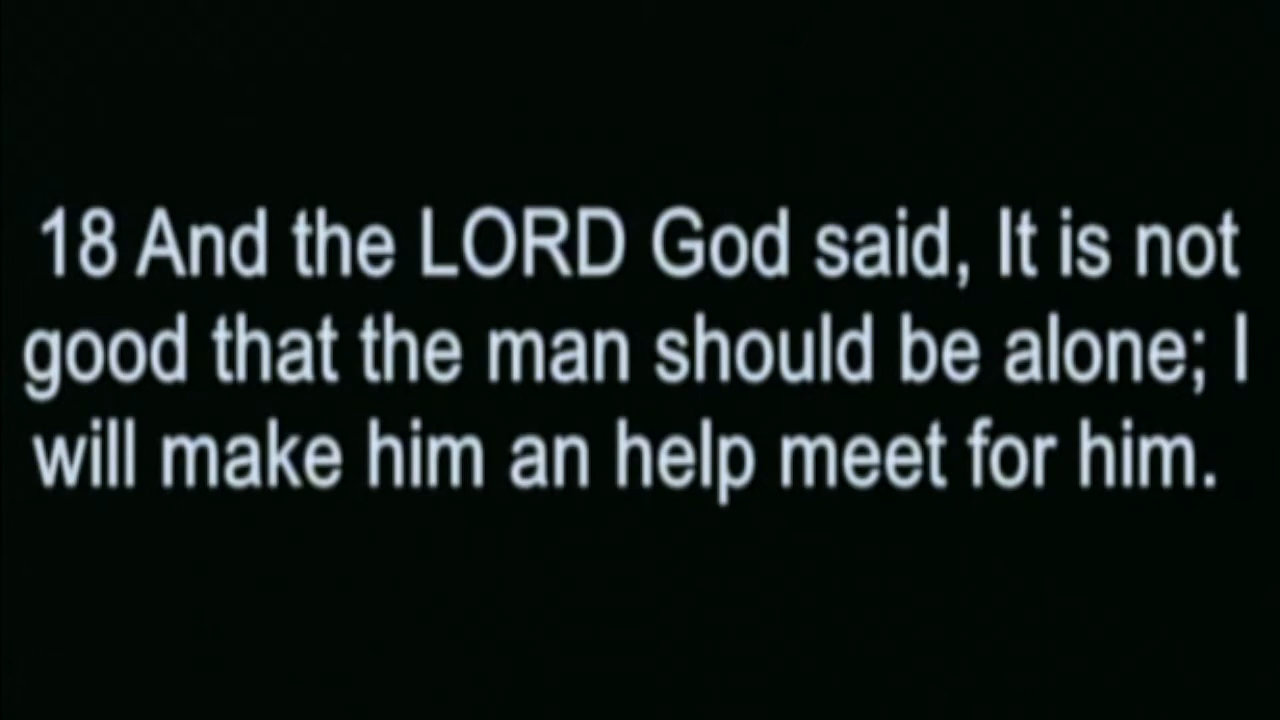 18 And the LORD God said, It is not
good that the man should be alone; I
will make him an help meet for him.